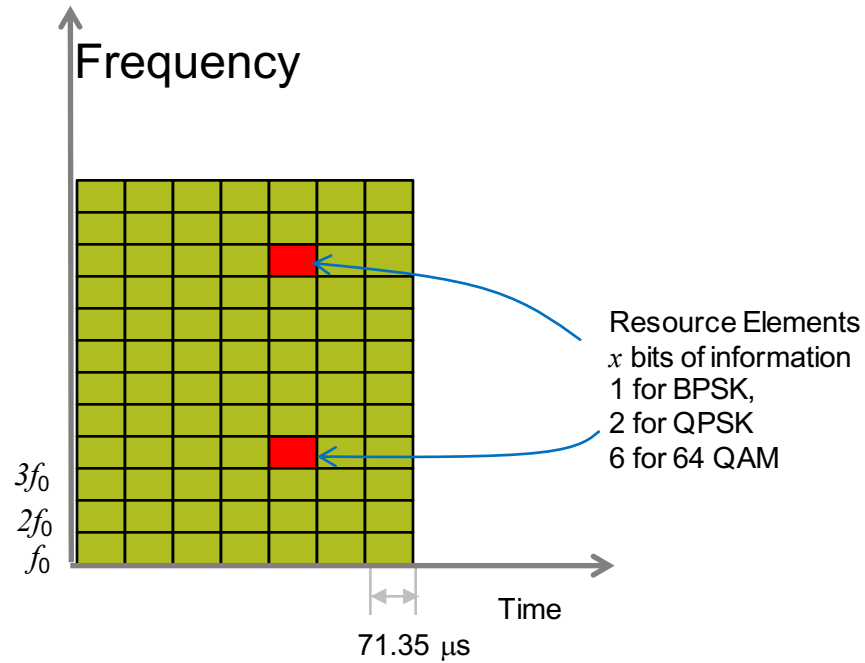 Frequency
Resource Elements
x bits of information
1 for BPSK,
2 for QPSK
6 for 64 QAM
3f₀
2f₀
f₀
Time
71.35 μs